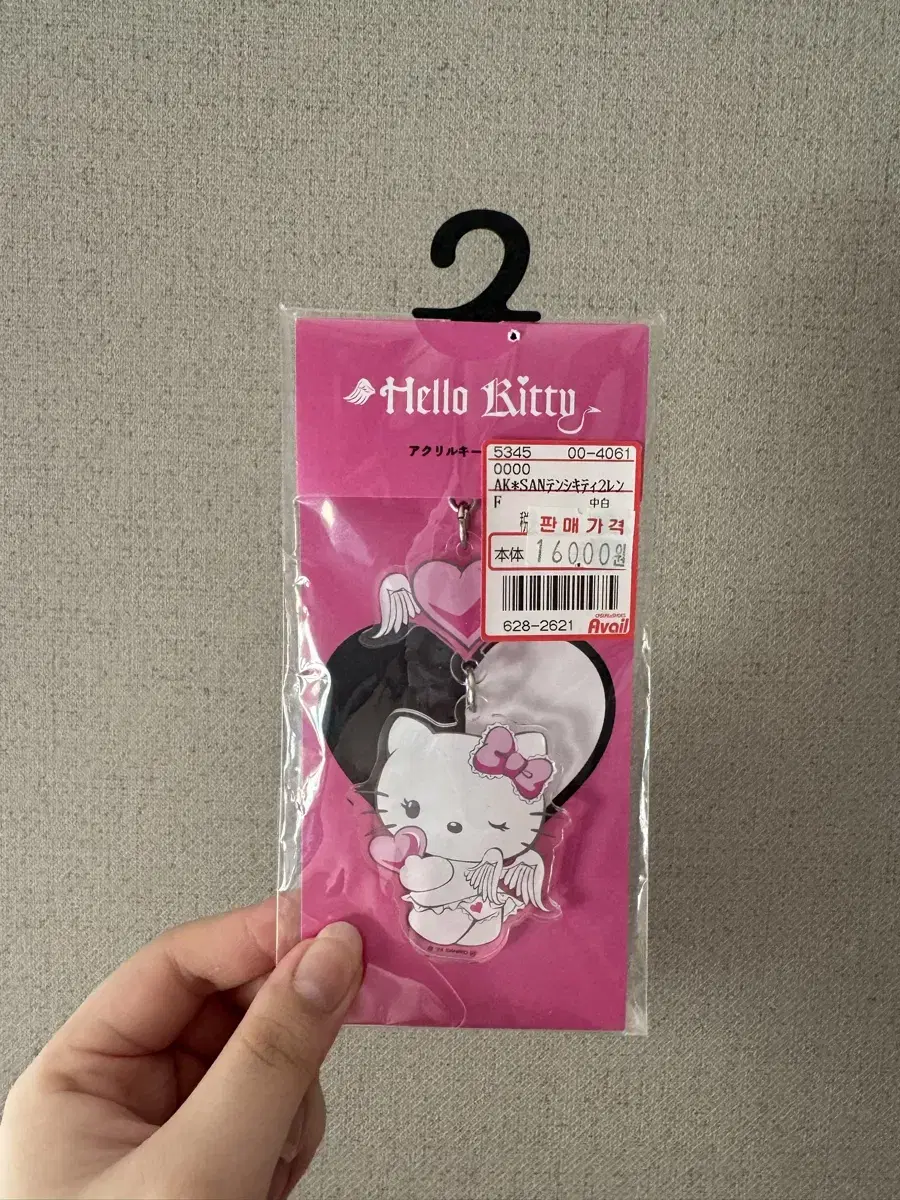 Hello Kitty
アクリルキー
5345 00-4061
0000
AK*SANテンシキティ2レン
F 中白
税 판매가격
本体 16000원
628-2621 Avail